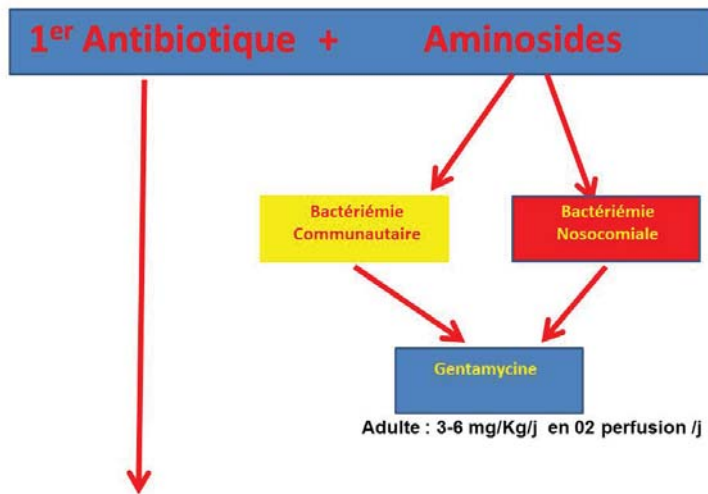 1er Antibiotique + Aminosides
Bactériémie
Communautaire
Bactériémie
Nosocomiale
Gentamycine
Adulte : 3-6 mg/Kg/j en 02 perfusion /j